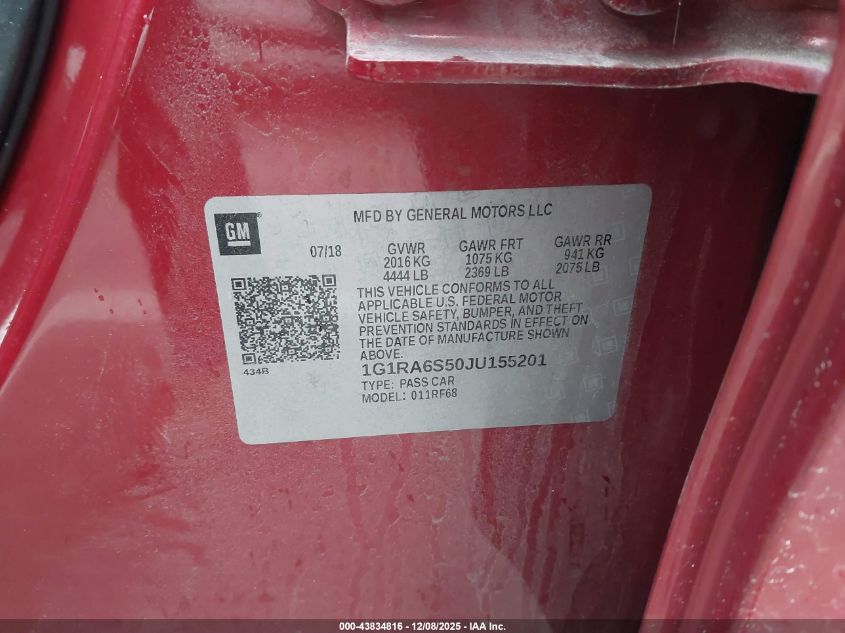 GM
MFD BY GENERAL MOTORS LLC
07/18
GVWR GAWR FRT GAWR RR
2016 KG 1075 KG 941 KG
4444 LB 2369 LB 2075 LB
THIS VEHICLE CONFORMS TO ALL
APPLICABLE U.S. FEDERAL MOTOR
VEHICLE SAFETY, BUMPER, AND THEFT
PREVENTION STANDARDS IN EFFECT ON
THE DATE OF MANUFACTURE SHOWN
ABOVE.
434B
1G1RA6S50JU155201
TYPE: PASS CAR
MODEL: 011RF68
000-43834816 - 12/08/2025 - IAA Inc.